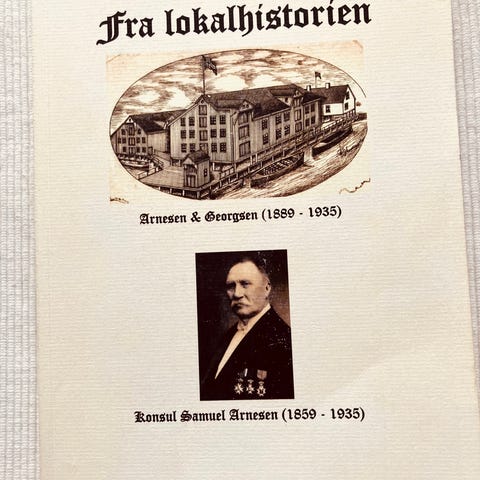 Fra lokalhistorien
Arnesen & Georgsen (1889 - 1935)
Konsul Samuel Arnesen (1859 - 1935)